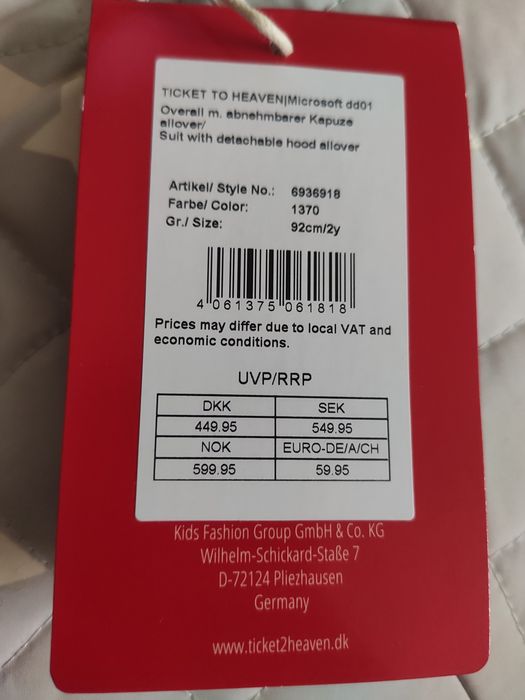 TICKET TO HEAVEN|Microsoft dd01
Overall m. abnehmbarer Kapuze
allover/
Suit with detachable hood allover
Artikel/ Style No.: 6936918
Farbe/ Color: 1370
Gr./ Size: 92cm/2y
4 061375 061818
Prices may differ due to local VAT and
economic conditions.
UVP/RRP
DKK SEK
449.95 549.95
NOK EURO-DE/A/CH
599.95 59.95
Kids Fashion Group GmbH & Co. KG
Wilhelm-Schickard-Staße 7
D-72124 Pliezhausen
Germany
www.ticket2heaven.dk